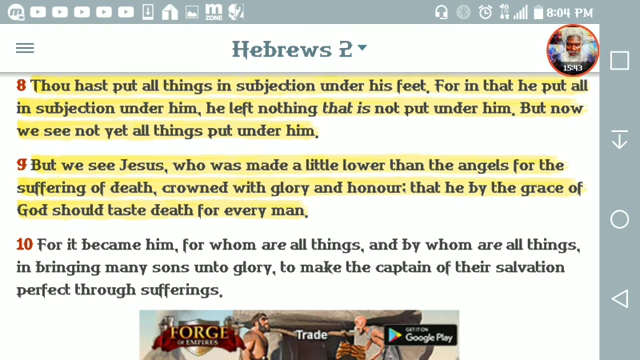 8:04 PM
Hebrews 2
15:43
8 Thou hast put all things in subjection under his feet. For in that he put all
in subjection under him, he left nothing that is not put under him. But now
we see not yet all things put under him.
9 But we see Jesus, who was made a little lower than the angels for the
suffering of death, crowned with glory and honour; that he by the grace of
God should taste death for every man.
10 For it became him, for whom are all things, and by whom are all things,
in bringing many sons unto glory, to make the captain of their salvation
perfect through sufferings.
FORGE
OF EMPIRES
Trade
GET IT ON
Google Play